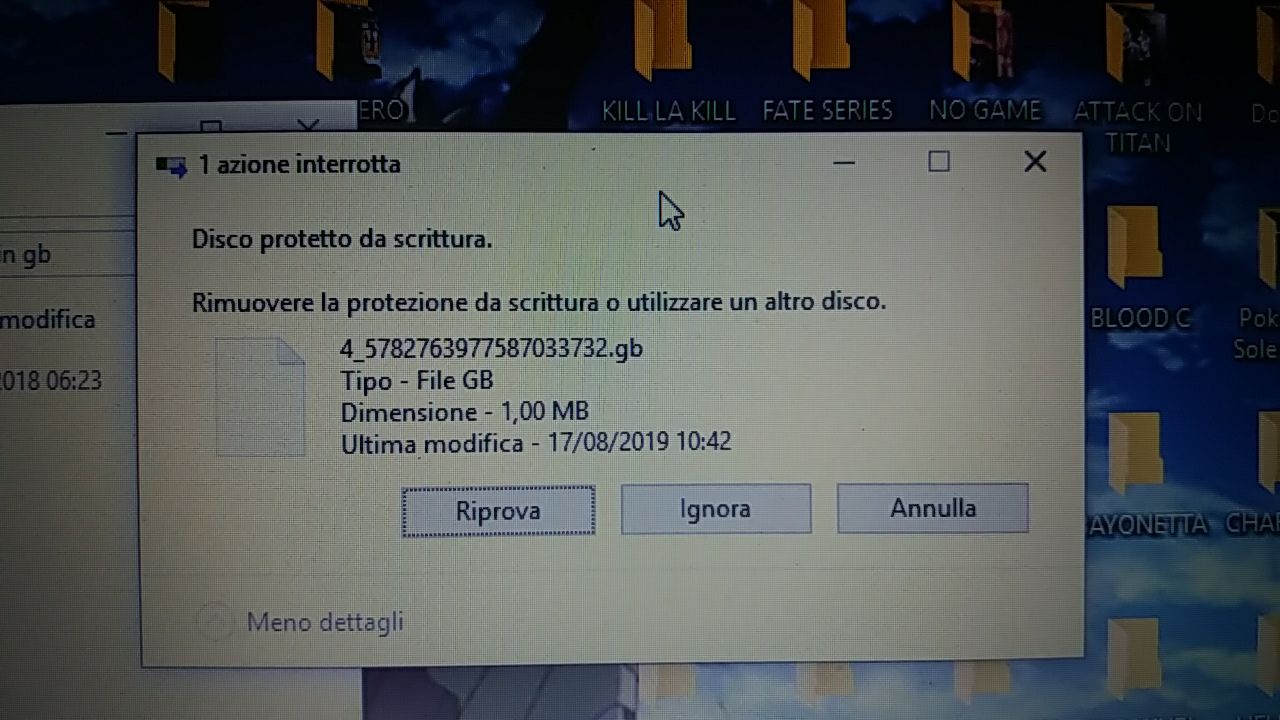 ERO
KILL LA KILL
FATE SERIES
NO GAME
ATTACK ON
TITAN
1 azione interrotta
Disco protetto da scrittura.
in gb
Rimuovere la protezione da scrittura o utilizzare un altro disco.
modifica
2018 06:23
4_5782763977587033732.gb
Tipo - File GB
Dimensione - 1,00 MB
Ultima modifica - 17/08/2019 10:42
BLOOD C
Pok
Sole
Riprova
Ignora
Annulla
AYONETTA
CHA
Meno dettagli